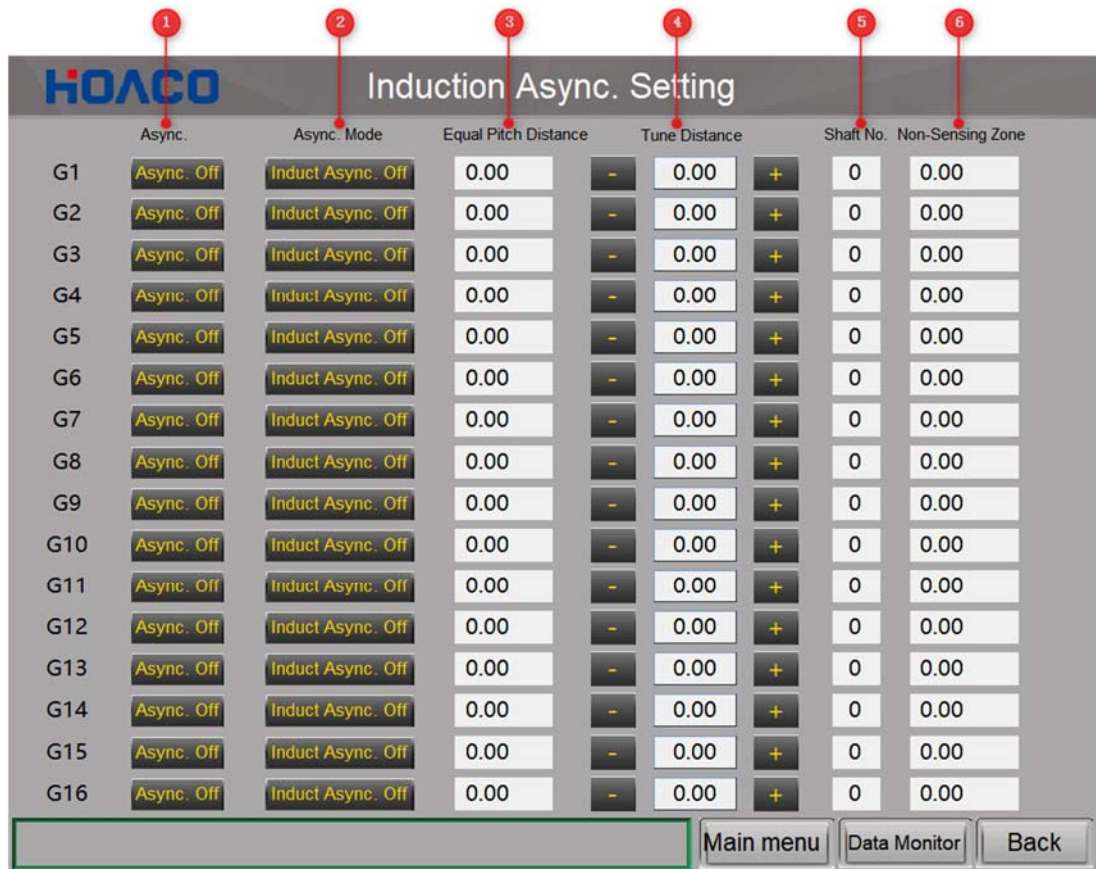 1 2 3 4 5 6
HOACO Induction Async. Setting
Async. Async. Mode Equal Pitch Distance Tune Distance Shaft No. Non-Sensing Zone
G1 Async. Off Induct Async. Off 0.00 - 0.00 + 0 0.00
G2 Async. Off Induct Async. Off 0.00 - 0.00 + 0 0.00
G3 Async. Off Induct Async. Off 0.00 - 0.00 + 0 0.00
G4 Async. Off Induct Async. Off 0.00 - 0.00 + 0 0.00
G5 Async. Off Induct Async. Off 0.00 - 0.00 + 0 0.00
G6 Async. Off Induct Async. Off 0.00 - 0.00 + 0 0.00
G7 Async. Off Induct Async. Off 0.00 - 0.00 + 0 0.00
G8 Async. Off Induct Async. Off 0.00 - 0.00 + 0 0.00
G9 Async. Off Induct Async. Off 0.00 - 0.00 + 0 0.00
G10 Async. Off Induct Async. Off 0.00 - 0.00 + 0 0.00
G11 Async. Off Induct Async. Off 0.00 - 0.00 + 0 0.00
G12 Async. Off Induct Async. Off 0.00 - 0.00 + 0 0.00
G13 Async. Off Induct Async. Off 0.00 - 0.00 + 0 0.00
G14 Async. Off Induct Async. Off 0.00 - 0.00 + 0 0.00
G15 Async. Off Induct Async. Off 0.00 - 0.00 + 0 0.00
G16 Async. Off Induct Async. Off 0.00 - 0.00 + 0 0.00
Main menu Data Monitor Back